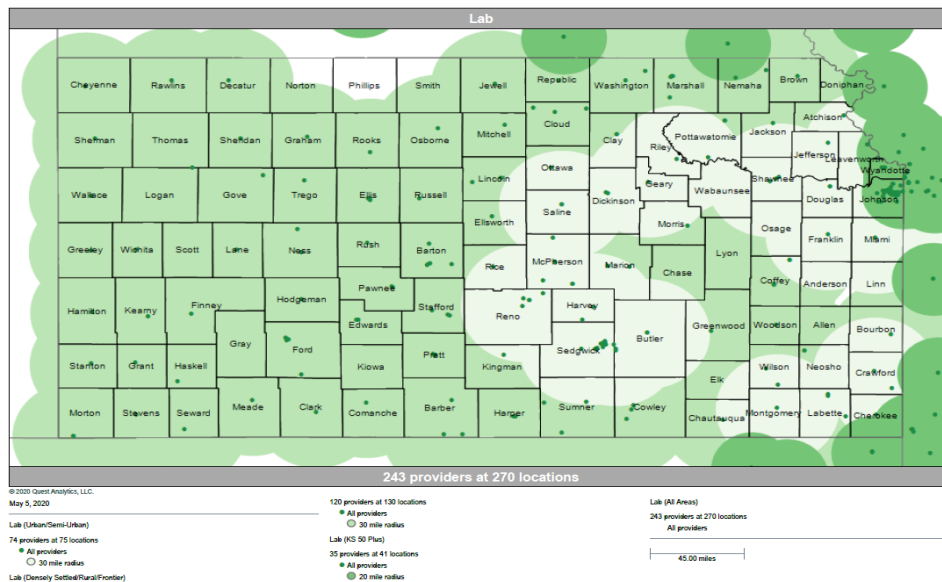 Lab
Cheyenne Rawlins Decatur Norton Phillips Smith Jewell Republic Washington Marshall Nemaha Brown Doniphan
Atchison
Sherman Thomas Sheridan Graham Rooks Osborne Mitchell Cloud Clay Riley Pottawatomie Jackson
Jefferson Leavenworth
Wyandotte
Wallace Logan Gove Trego Ellis Russell Lincoln Ottawa Dickinson Geary Wabaunsee Shawnee Douglas Johnson
Saline
Ellsworth Morris Osage
Greeley Wichita Scott Lane Ness Rush Barton Rice McPherson Marion Chase Lyon Franklin Miami
Pawnee Coffey Anderson Linn
Hamilton Kearny Finney Hodgeman Stafford Reno Harvey
Edwards Greenwood Woodson Allen Bourbon
Gray Ford Pratt Sedgwick Butler
Stanton Grant Haskell Kiowa Kingman Elk Wilson Neosho Crawford
Morton Stevens Seward Meade Clark Comanche Barber Harper Sumner Cowley Chautauqua Montgomery Labette Cherokee
243 providers at 270 locations
© 2020 Quest Analytics, LLC.
May 5, 2020
Lab (Urban/Semi-Urban)
74 providers at 75 locations
All providers
30 mile radius
Lab (Densely Settled/Rural/Frontier)
120 providers at 130 locations
All providers
30 mile radius
Lab (KS 50 Plus)
35 providers at 41 locations
All providers
20 mile radius
Lab (All Areas)
243 providers at 270 locations
All providers
45.00 miles